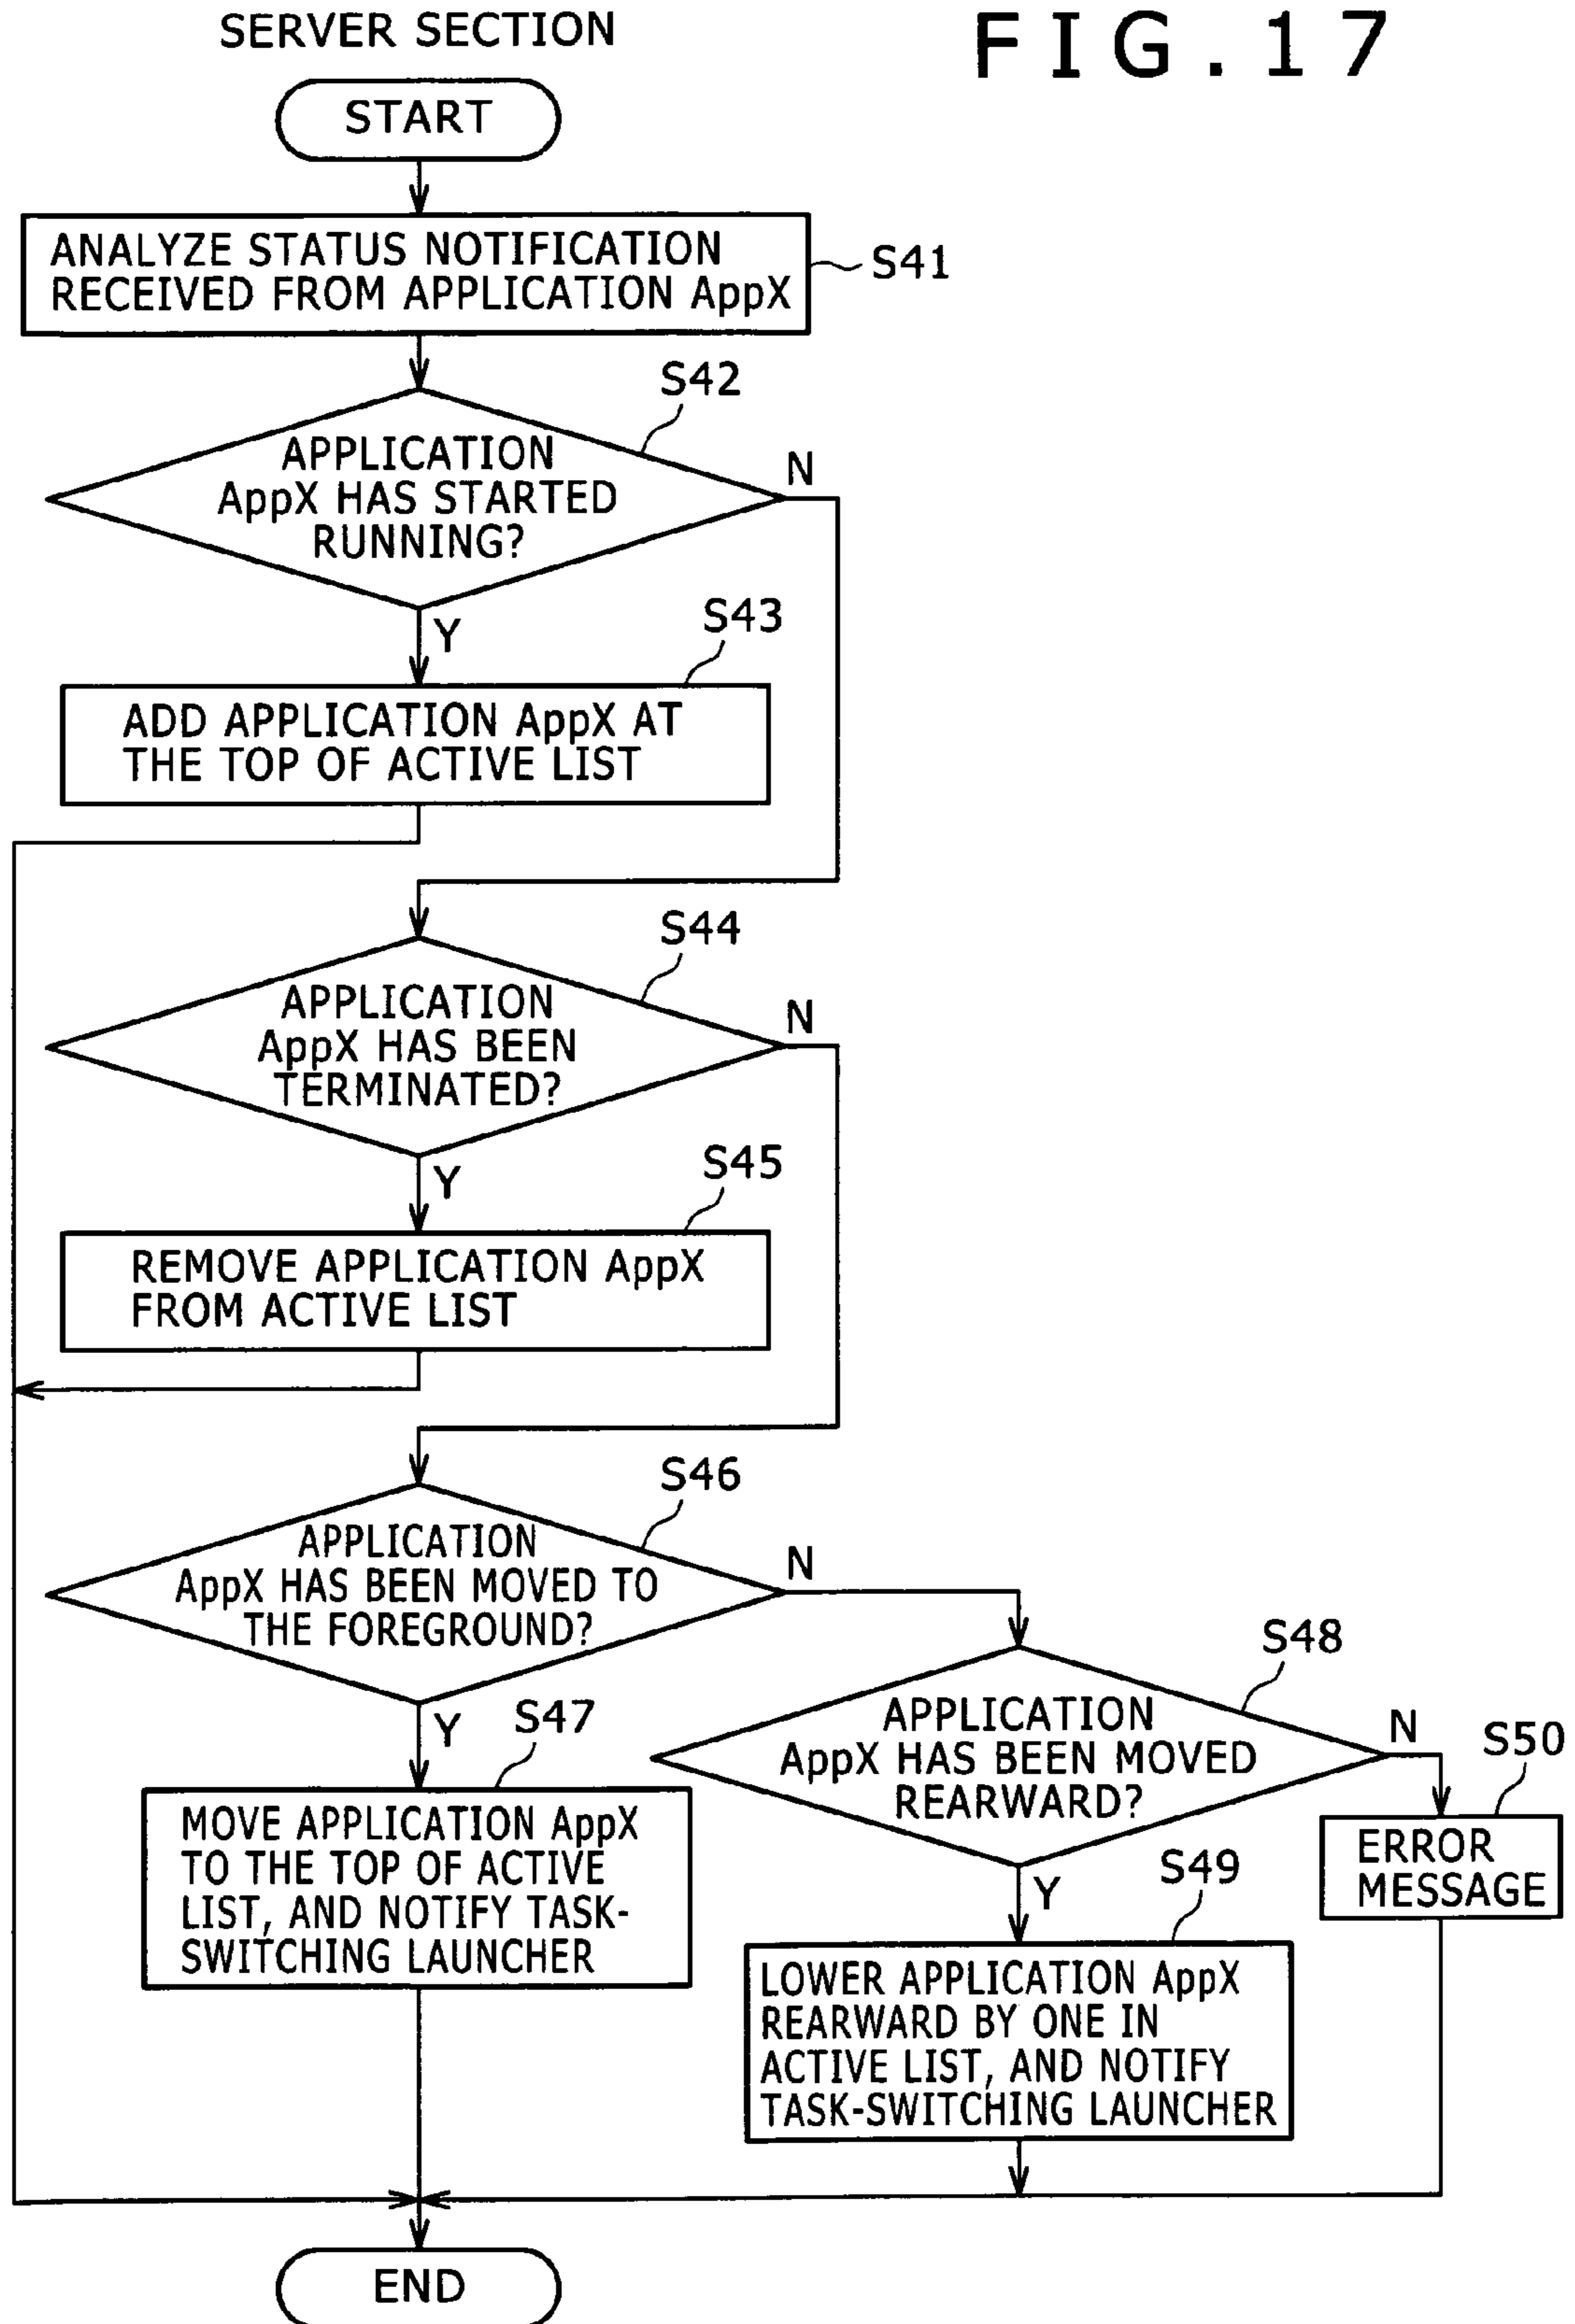 SERVER SECTION
FIG.17
START
ANALYZE STATUS NOTIFICATION
RECEIVED FROM APPLICATION AppX
S41
S42
APPLICATION
AppX HAS STARTED
RUNNING?
N
Y
S43
ADD APPLICATION AppX AT
THE TOP OF ACTIVE LIST
S44
APPLICATION
AppX HAS BEEN
TERMINATED?
N
Y
S45
REMOVE APPLICATION AppX
FROM ACTIVE LIST
S46
APPLICATION
AppX HAS BEEN MOVED TO
THE FOREGROUND?
N
Y
S47
MOVE APPLICATION AppX
TO THE TOP OF ACTIVE
LIST, AND NOTIFY TASK-
SWITCHING LAUNCHER
S48
APPLICATION
AppX HAS BEEN MOVED
REARWARD?
N
Y
S50
ERROR
MESSAGE
S49
LOWER APPLICATION AppX
REARWARD BY ONE IN
ACTIVE LIST, AND NOTIFY
TASK-SWITCHING LAUNCHER
END